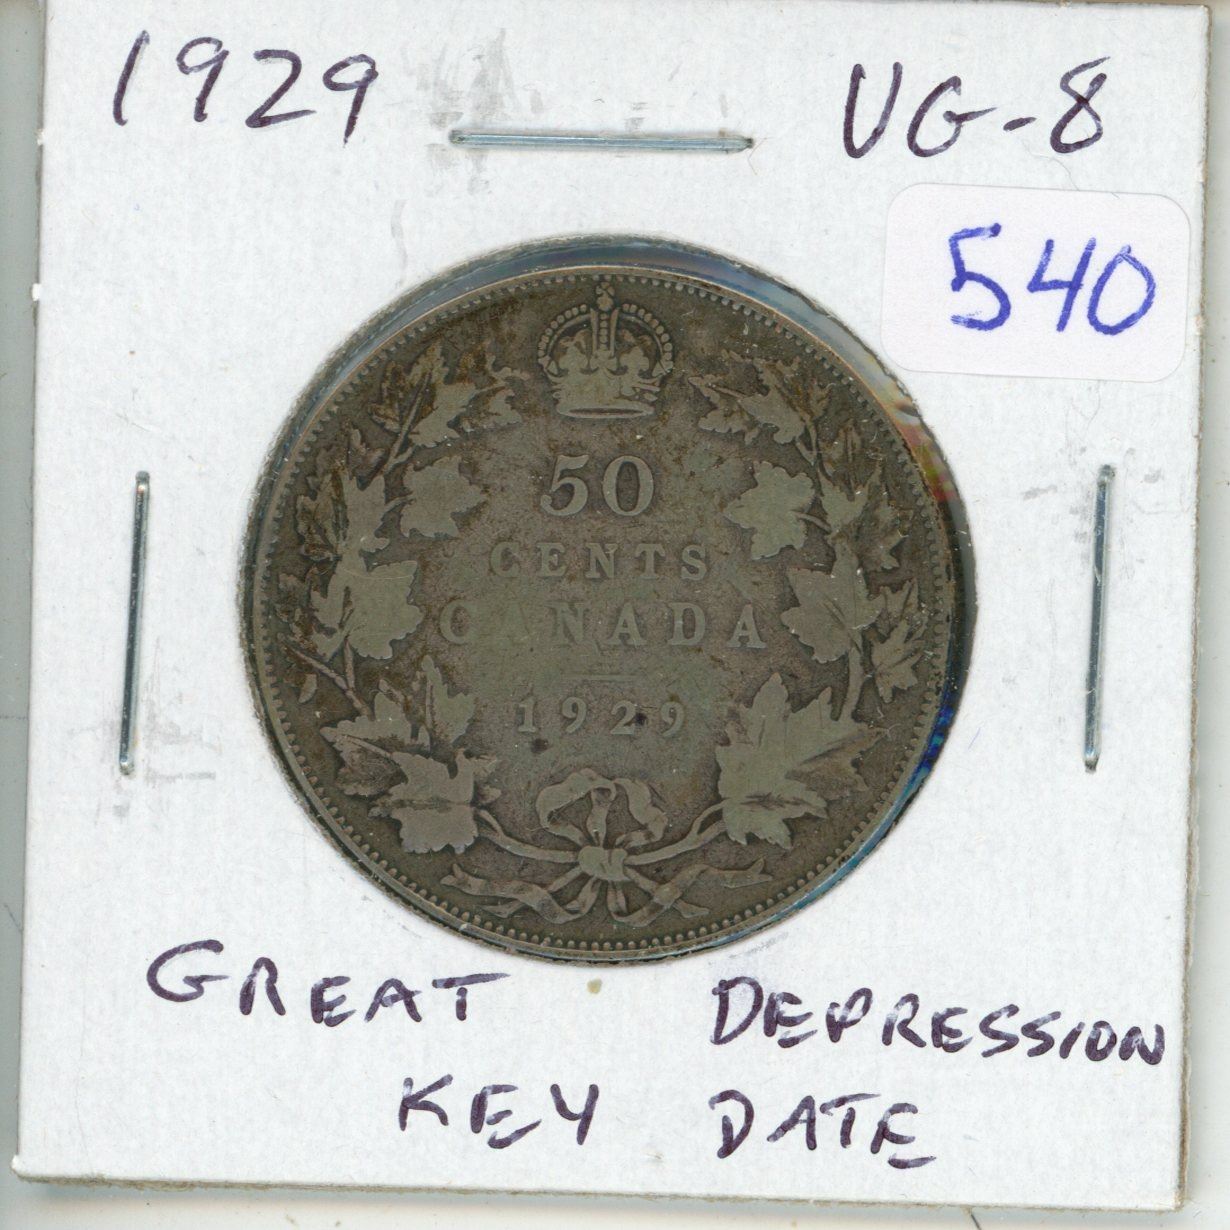 1929 VG-8
540
50
CENTS
CANADA
1929
GREAT DEPRESSION
KEY DATE